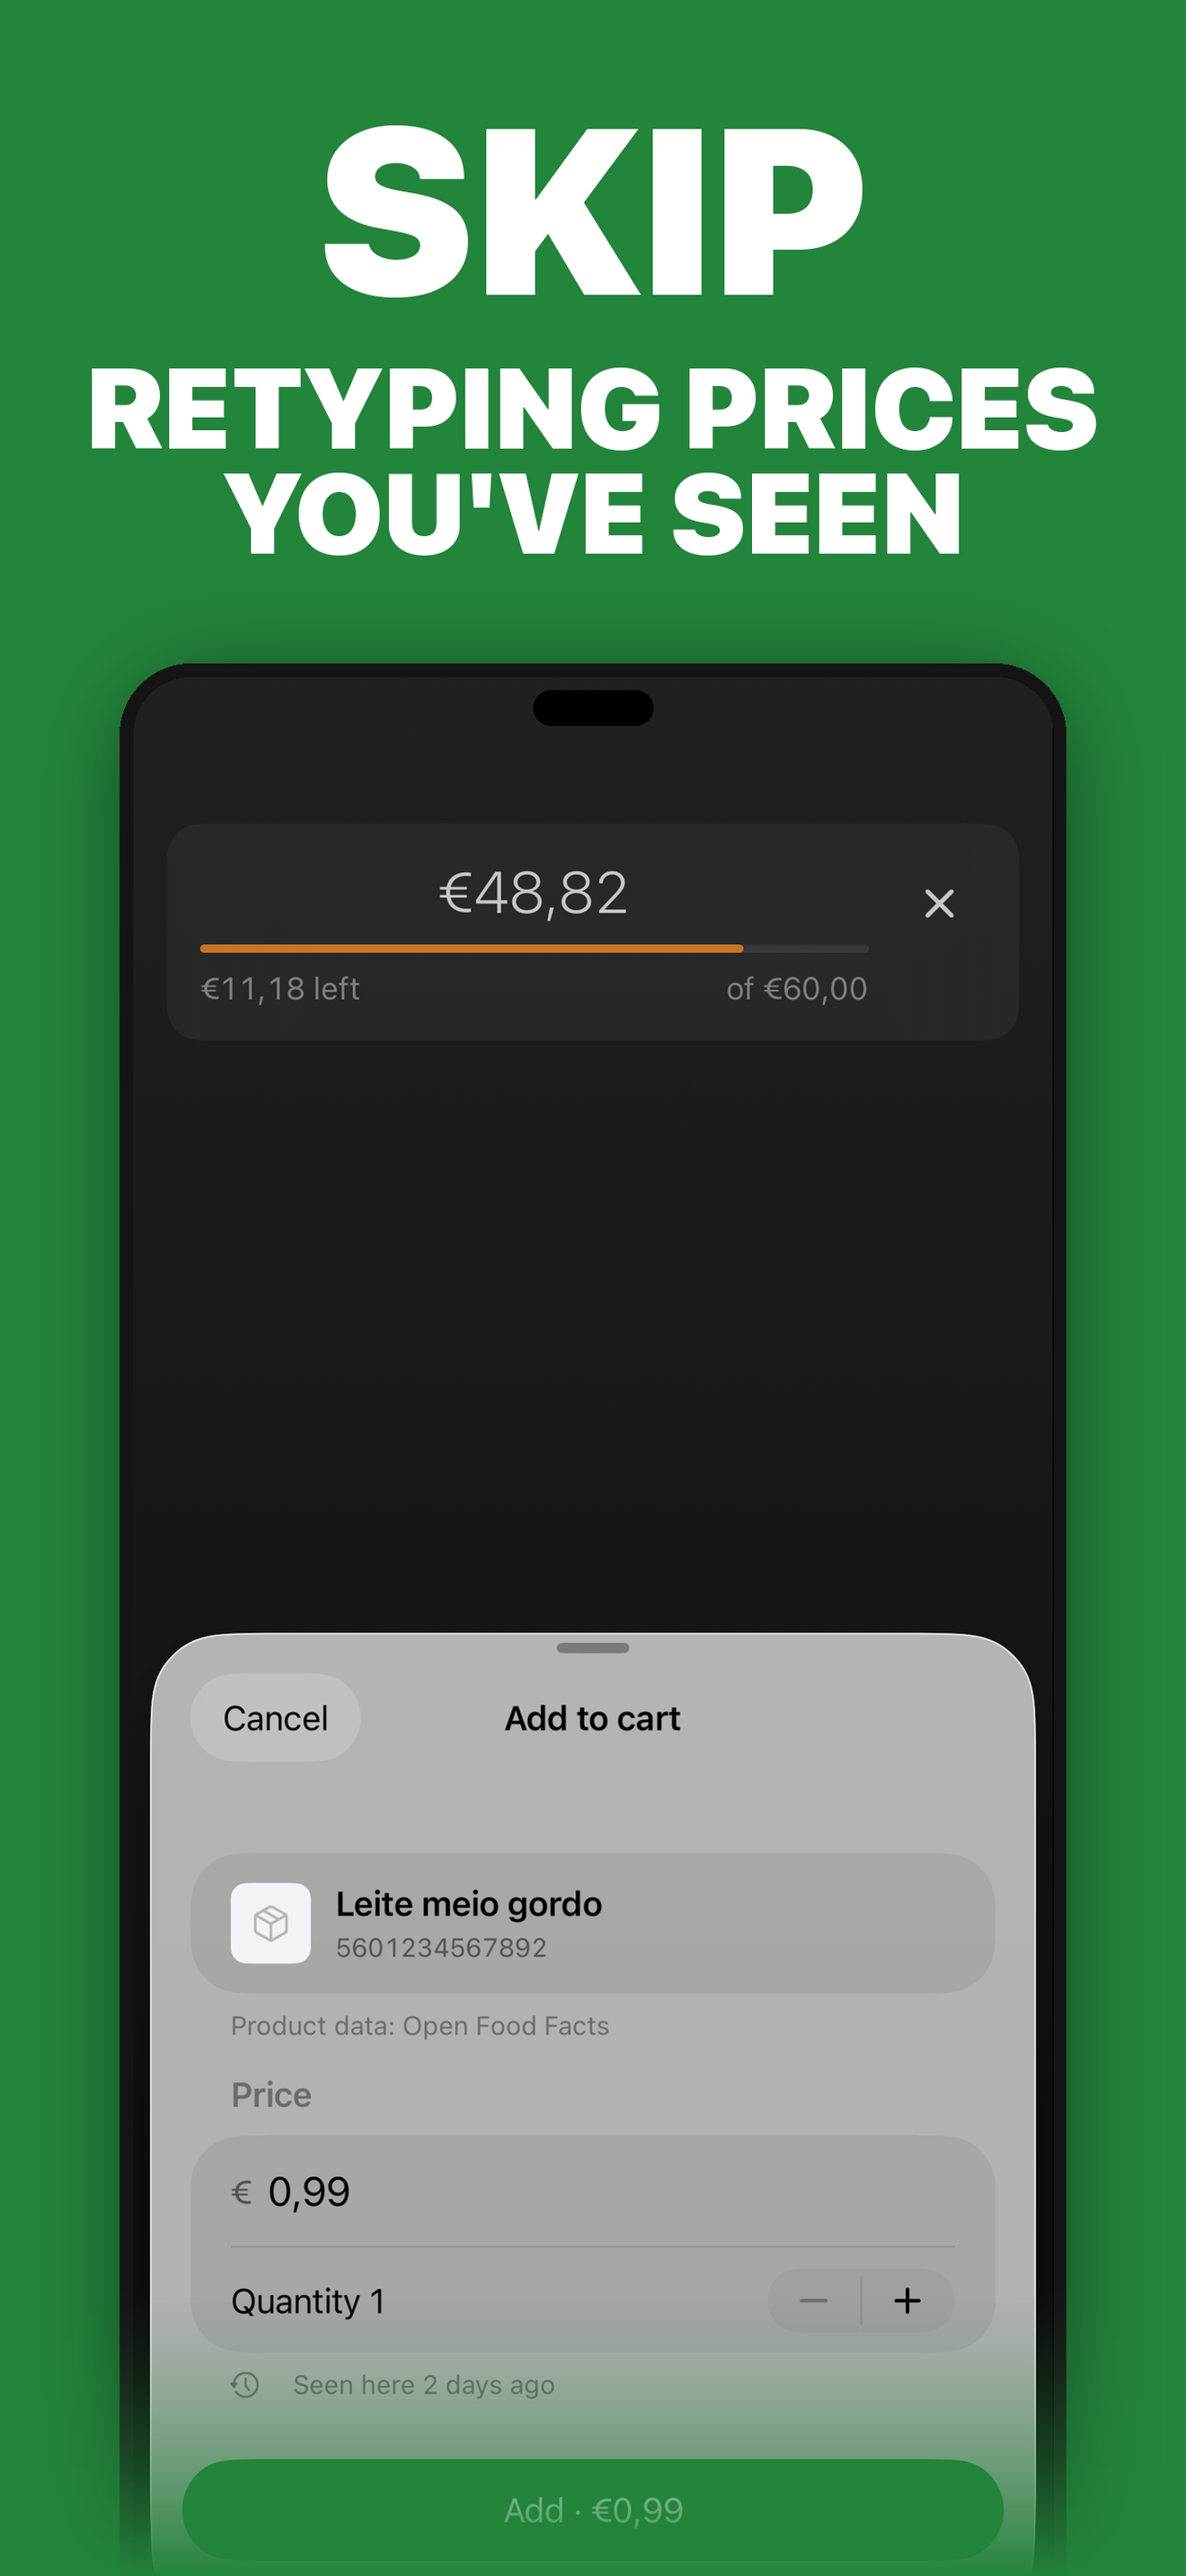 SKIP
RETYPING PRICES
YOU'VE SEEN
€48,82
€11,18 left
of €60,00
Cancel
Add to cart
Leite meio gordo
5601234567892
Product data: Open Food Facts
Price
€ 0,99
Quantity 1
Seen here 2 days ago
Add · €0,99